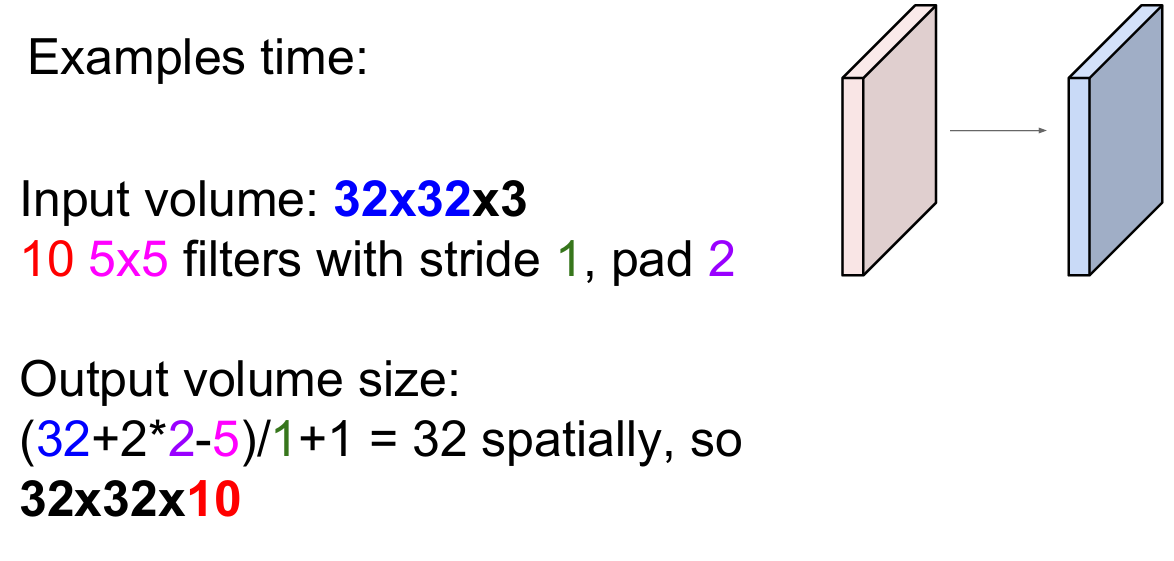 Examples time:
Input volume: 32x32x3
10 5x5 filters with stride 1, pad 2
Output volume size:
(32+2*2-5)/1+1 = 32 spatially, so
32x32x10